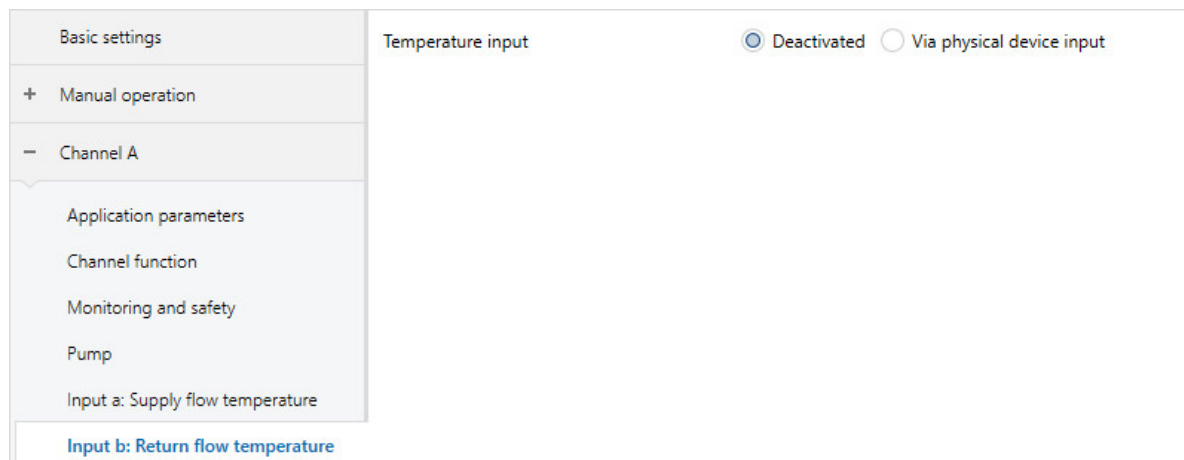 Basic settings
Temperature input Deactivated Via physical device input
+ Manual operation
− Channel A
Application parameters
Channel function
Monitoring and safety
Pump
Input a: Supply flow temperature
Input b: Return flow temperature